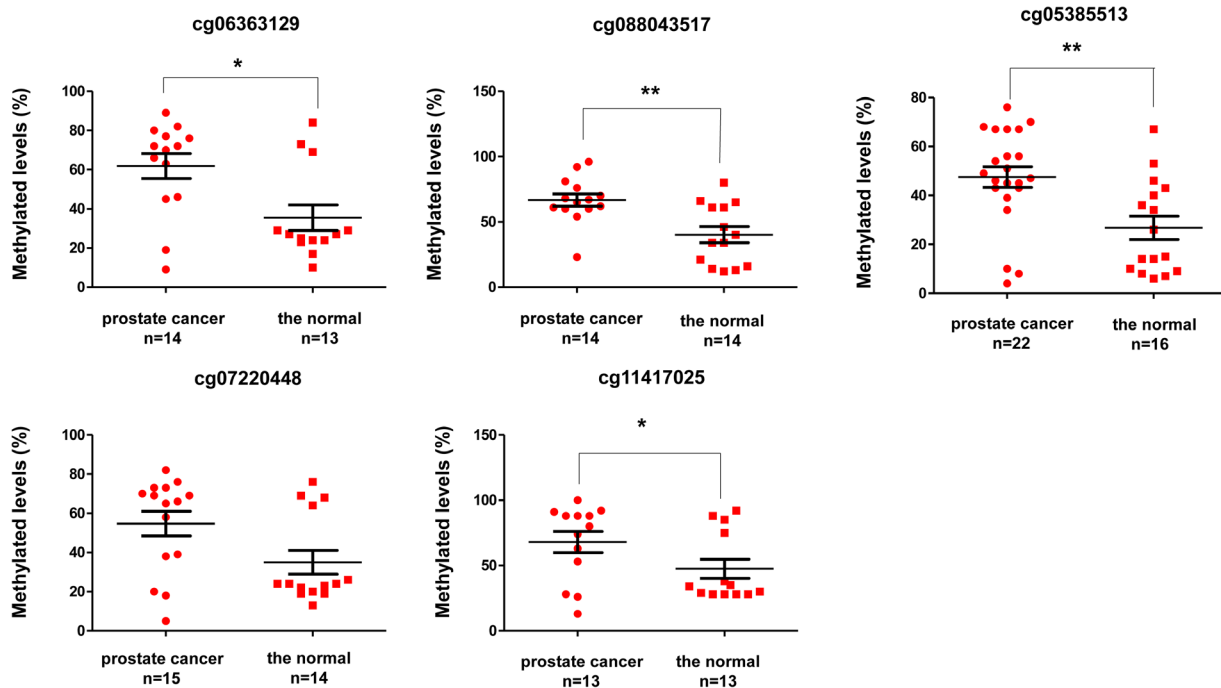 cg06363129
*
Methylated levels (%)
100
80
60
40
20
0
prostate cancer
n=14
the normal
n=13
cg088043517
**
Methylated levels (%)
150
100
50
0
prostate cancer
n=14
the normal
n=14
cg05385513
**
Methylated levels (%)
80
60
40
20
0
prostate cancer
n=22
the normal
n=16
cg07220448
Methylated levels (%)
100
80
60
40
20
0
prostate cancer
n=15
the normal
n=14
cg11417025
*
Methylated levels (%)
150
100
50
0
prostate cancer
n=13
the normal
n=13